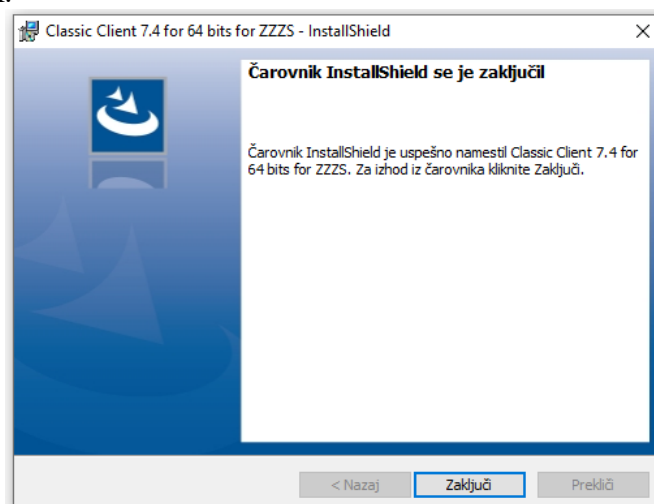 Classic Client 7.4 for 64 bits for ZZZS - InstallShield
Čarovnik InstallShield se je zaključil
Čarovnik InstallShield je uspešno namestil Classic Client 7.4 for
64 bits for ZZZS. Za izhod iz čarovnika kliknite Zaključi.
< Nazaj
Zaključi
Prekliči